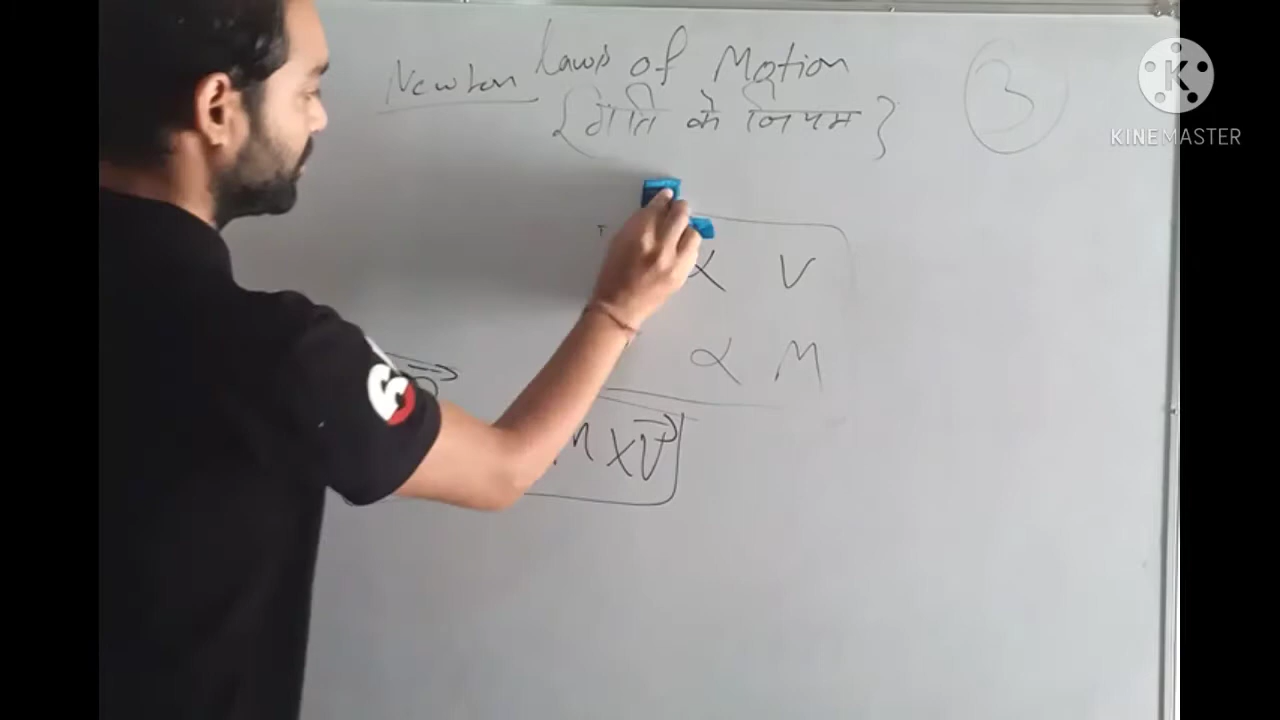 Newton Laws of Motion
{गति के नियम}
3
KINEMASTER
α V
α M
m × V⃗